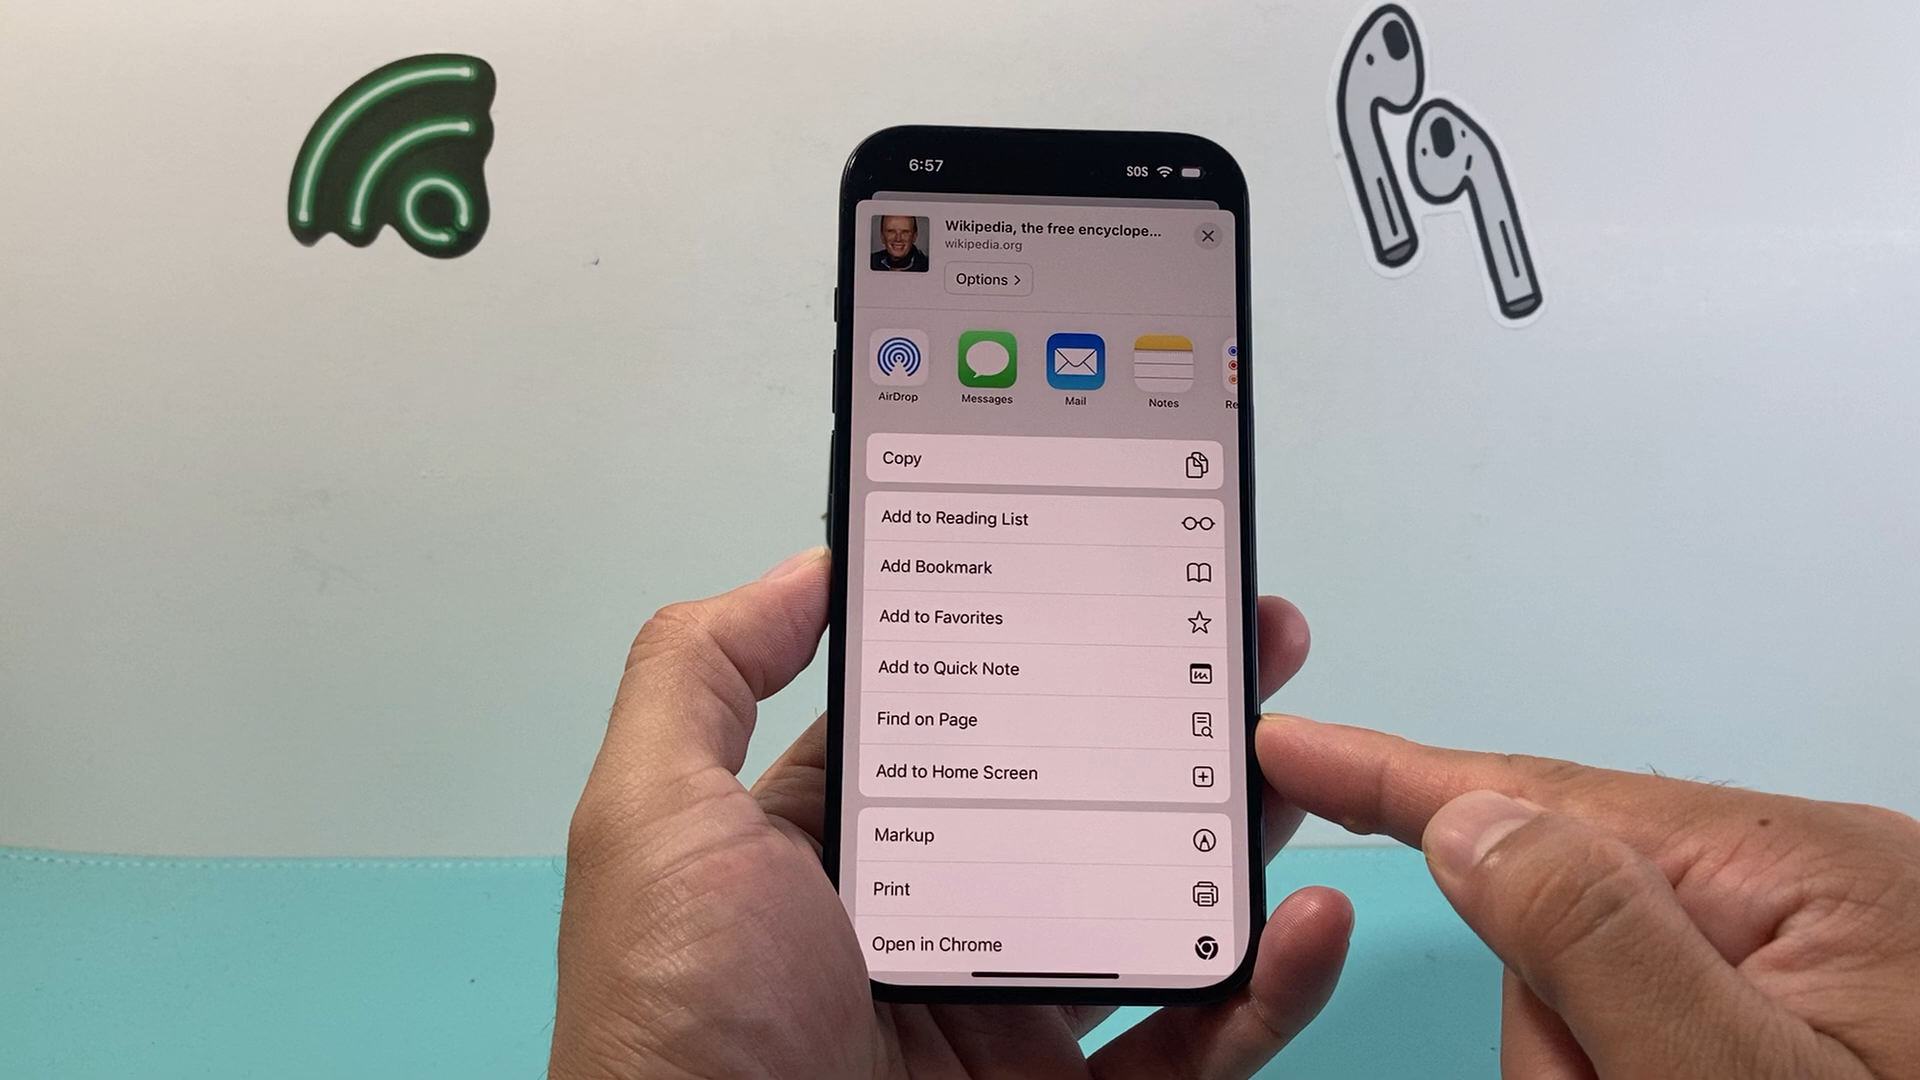 6:57
SOS
Wikipedia, the free encyclope...
wikipedia.org
Options
AirDrop
Messages
Mail
Notes
Re
Copy
Add to Reading List
Add Bookmark
Add to Favorites
Add to Quick Note
Find on Page
Add to Home Screen
Markup
Print
Open in Chrome